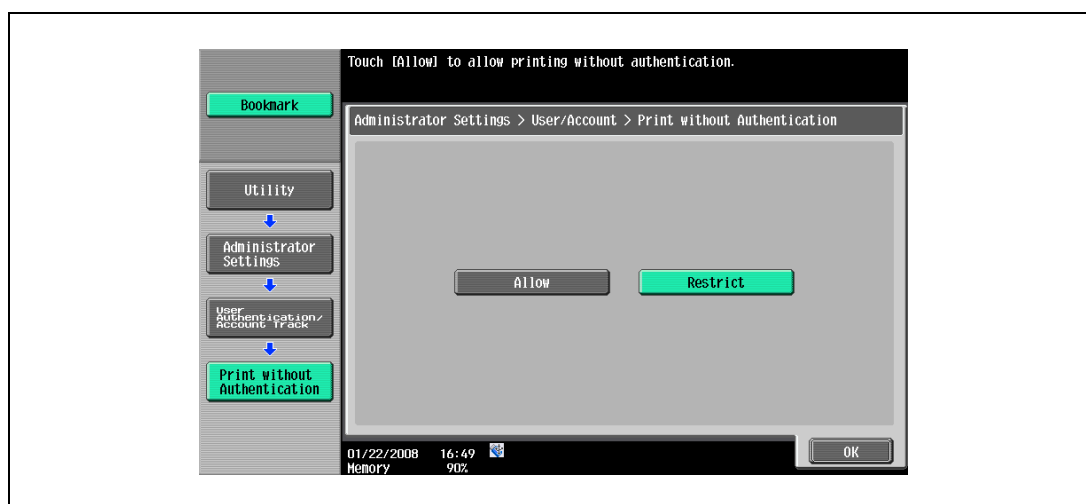 Touch [Allow] to allow printing without authentication.
Bookmark
Administrator Settings > User/Account > Print without Authentication
Utility
Administrator
Settings
User
Authentication/
Account Track
Print without
Authentication
Allow
Restrict
01/22/2008 16:49
Memory 90%
OK